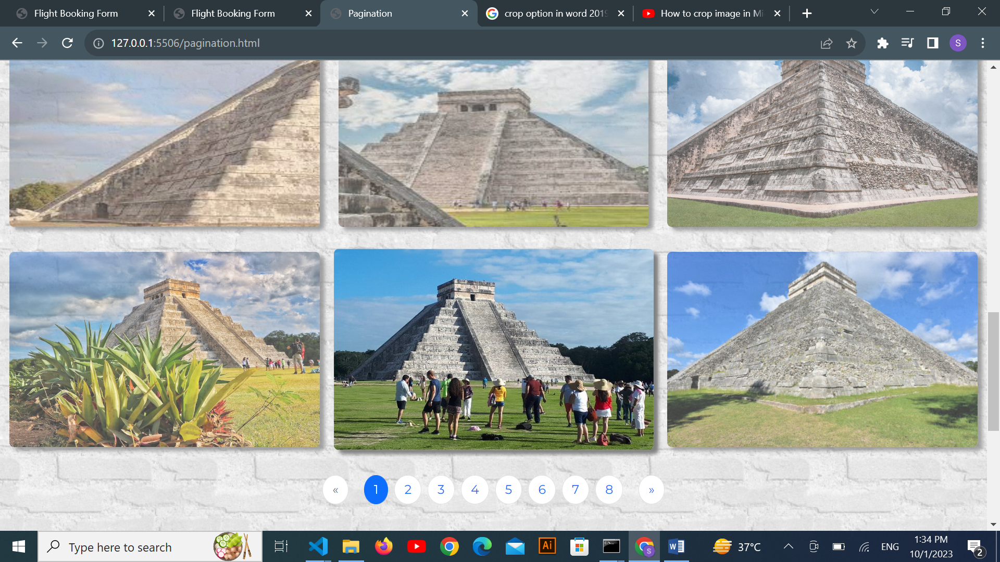 Flight Booking Form
Flight Booking Form
Pagination
crop option in word 2019
How to crop image in Mi
127.0.0.1:5506/pagination.html
S
« 1 2 3 4 5 6 7 8 »
Type here to search
Ai
W
S
37°C
ENG
1:34 PM
10/1/2023
2